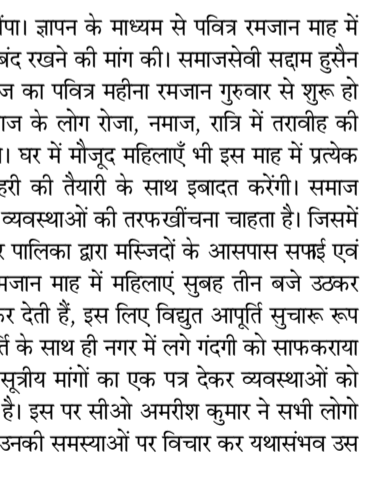 ंपा। ज्ञापन के माध्यम से पवित्र रमजान माह में
बंद रखने की मांग की। समाजसेवी सद्दाम हुसैन
ज का पवित्र महीना रमजान गुरुवार से शुरू हो
ाज के लोग रोजा, नमाज, रात्रि में तरावीह की
। घर में मौजूद महिलाएँ भी इस माह में प्रत्येक
हरी की तैयारी के साथ इबादत करेंगी। समाज
व्यवस्थाओं की तरफखींचना चाहता है। जिसमें
र पालिका द्वारा मस्जिदों के आसपास सफाई एवं
मजान माह में महिलाएं सुबह तीन बजे उठकर
कर देती हैं, इस लिए विद्युत आपूर्ति सुचारू रूप
र्ति के साथ ही नगर में लगे गंदगी को साफकराया
सूत्रीय मांगों का एक पत्र देकर व्यवस्थाओं को
है। इस पर सीओ अमरीश कुमार ने सभी लोगो
उनकी समस्याओं पर विचार कर यथासंभव उस